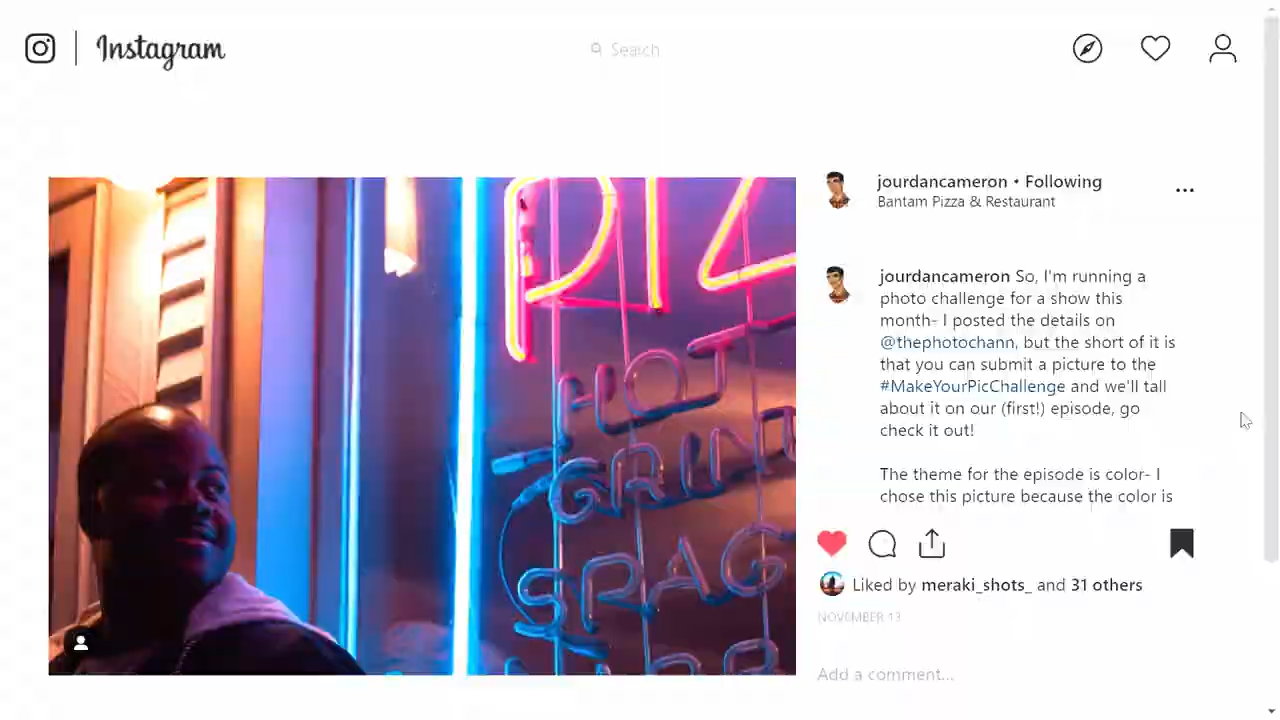 Instagram
Search
jourdancameron • Following
Bantam Pizza & Restaurant
jourdancameron So, I'm running a
photo challenge for a show this
month- I posted the details on
@thephotochann, but the short of it is
that you can submit a picture to the
#MakeYourPicChallenge and we'll tall
about it on our (first!) episode, go
check it out!
The theme for the episode is color- I
chose this picture because the color is
Liked by meraki_shots_ and 31 others
NOVEMBER 13
Add a comment...
PIZ
HOT
GRIN
SPAG